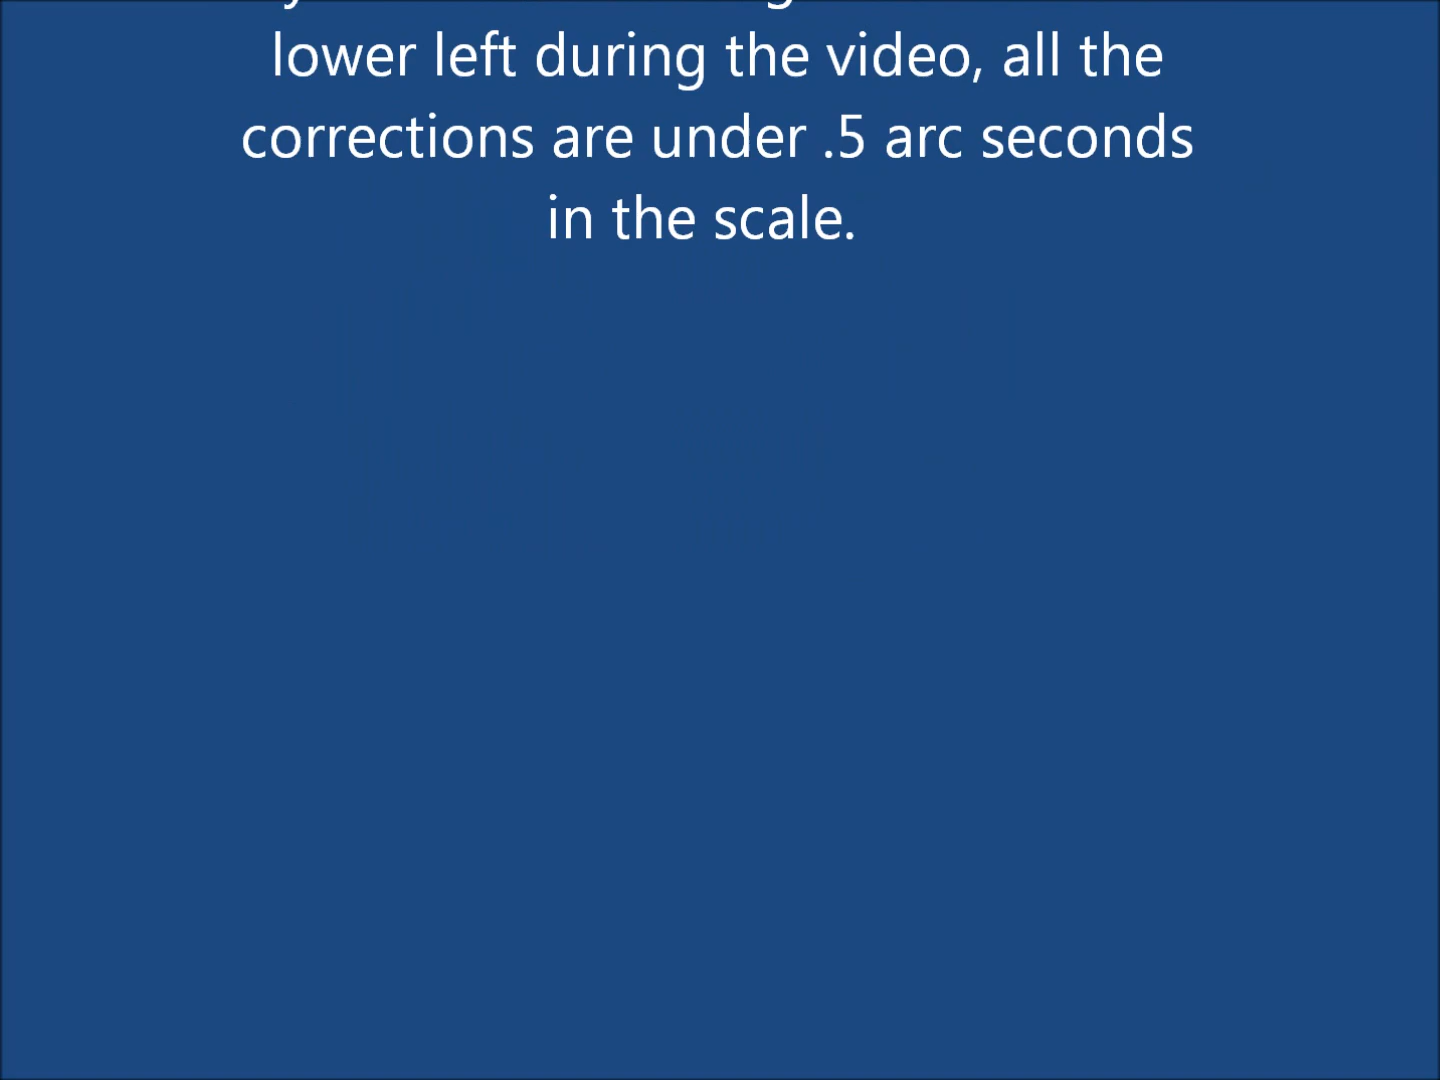 lower left during the video, all the
corrections are under .5 arc seconds
in the scale.